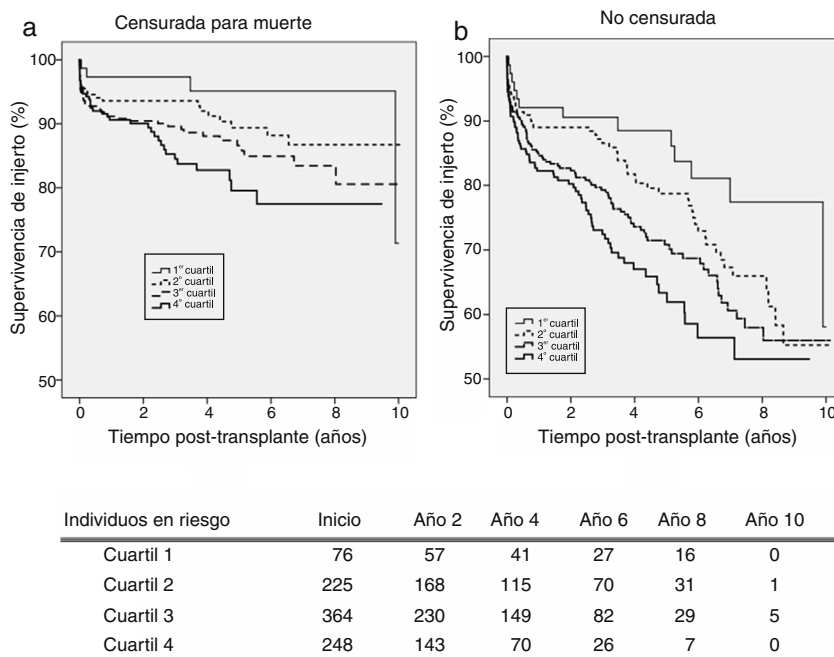 a
Censurada para muerte
Supervivencia de injerto (%)
100
90
80
70
60
50
1er cuartil
2° cuartil
3er cuartil
4° cuartil
0 2 4 6 8 10
Tiempo post-transplante (años)
b
No censurada
Supervivencia de injerto (%)
100
90
80
70
60
50
1er cuartil
2° cuartil
3er cuartil
4° cuartil
0 2 4 6 8 10
Tiempo post-transplante (años)
Individuos en riesgo Inicio Año 2 Año 4 Año 6 Año 8 Año 10
Cuartil 1 76 57 41 27 16 0
Cuartil 2 225 168 115 70 31 1
Cuartil 3 364 230 149 82 29 5
Cuartil 4 248 143 70 26 7 0